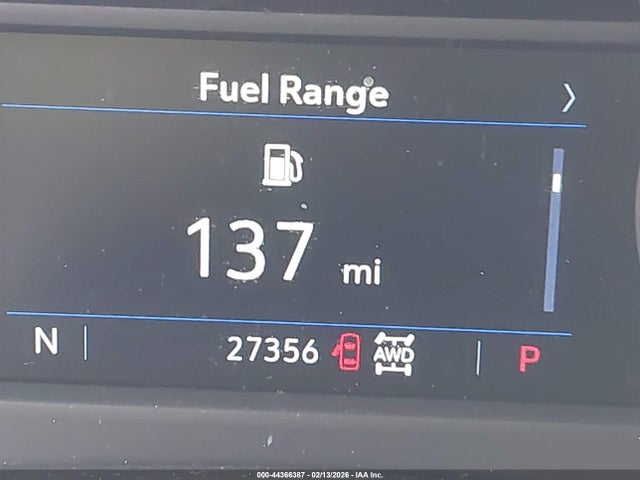 Fuel Range
137 mi
N 27356 AWD P
000-44366387 - 02/13/2026 - IAA Inc.